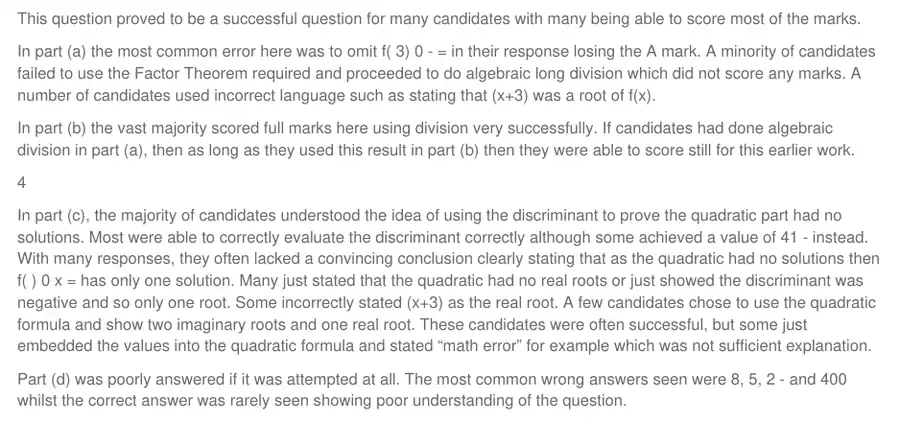 This question proved to be a successful question for many candidates with many being able to score most of the marks.
In part (a) the most common error here was to omit f( 3) 0 - = in their response losing the A mark. A minority of candidates
failed to use the Factor Theorem required and proceeded to do algebraic long division which did not score any marks. A
number of candidates used incorrect language such as stating that (x+3) was a root of f(x).
In part (b) the vast majority scored full marks here using division very successfully. If candidates had done algebraic
division in part (a), then as long as they used this result in part (b) then they were able to score still for this earlier work.
4
In part (c), the majority of candidates understood the idea of using the discriminant to prove the quadratic part had no
solutions. Most were able to correctly evaluate the discriminant correctly although some achieved a value of 41 - instead.
With many responses, they often lacked a convincing conclusion clearly stating that as the quadratic had no solutions then
f( ) 0 x = has only one solution. Many just stated that the quadratic had no real roots or just showed the discriminant was
negative and so only one root. Some incorrectly stated (x+3) as the real root. A few candidates chose to use the quadratic
formula and show two imaginary roots and one real root. These candidates were often successful, but some just
embedded the values into the quadratic formula and stated “math error” for example which was not sufficient explanation.
Part (d) was poorly answered if it was attempted at all. The most common wrong answers seen were 8, 5, 2 - and 400
whilst the correct answer was rarely seen showing poor understanding of the question.